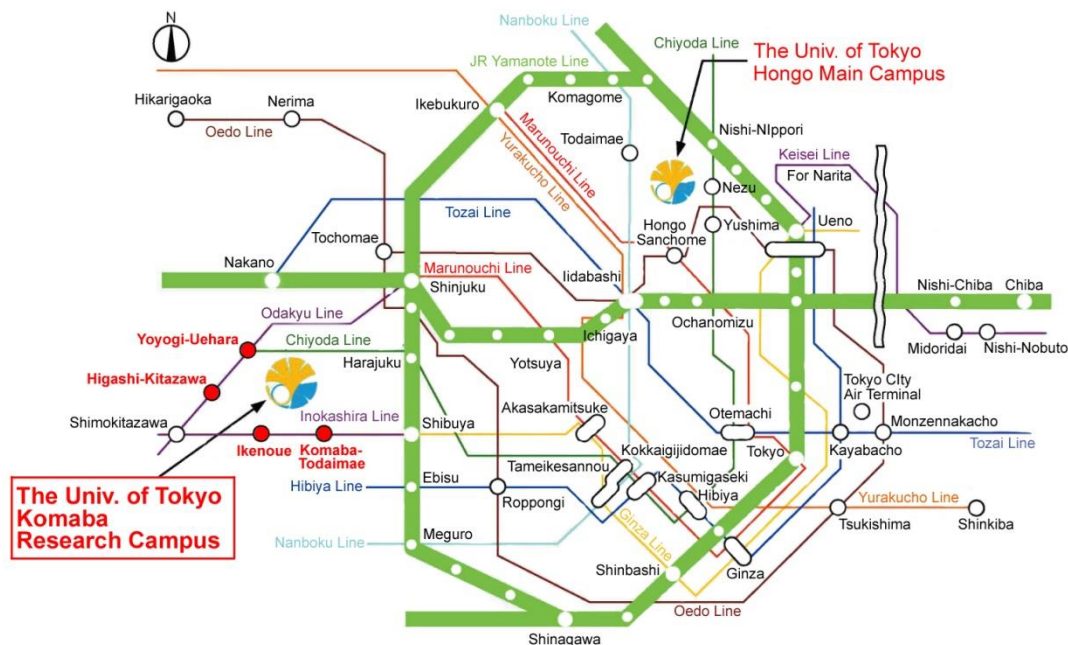 N
Nanboku Line
Chiyoda Line
The Univ. of Tokyo
Hongo Main Campus
JR Yamanote Line
Hikarigaoka
Nerima
Ikebukuro
Komagome
Oedo Line
Marunouchi Line
Yurakucho Line
Todaimae
Nishi-NIppori
Keisei Line
For Narita
Nezu
Tozai Line
Hongo
Sanchome
Yushima
Ueno
Tochomae
Nakano
Marunouchi Line
Shinjuku
Iidabashi
Nishi-Chiba
Chiba
Odakyu Line
Ichigaya
Ochanomizu
Yoyogi-Uehara
Chiyoda Line
Harajuku
Yotsuya
Midoridai
Nishi-Nobuto
Higashi-Kitazawa
Tokyo CIty
Air Terminal
Shimokitazawa
Inokashira Line
Akasakamitsuke
Otemachi
Monzennakacho
Shibuya
Ikenoue
Komaba-
Todaimae
Kokkaigijidomae
Tokyo
Kayabacho
Tozai Line
Tameikesannou
Kasumigaseki
The Univ. of Tokyo
Komaba
Research Campus
Hibiya Line
Ebisu
Roppongi
Hibiya
Yurakucho Line
Tsukishima
Shinkiba
Nanboku Line
Meguro
Ginza Line
Shinbashi
Ginza
Oedo Line
Shinagawa